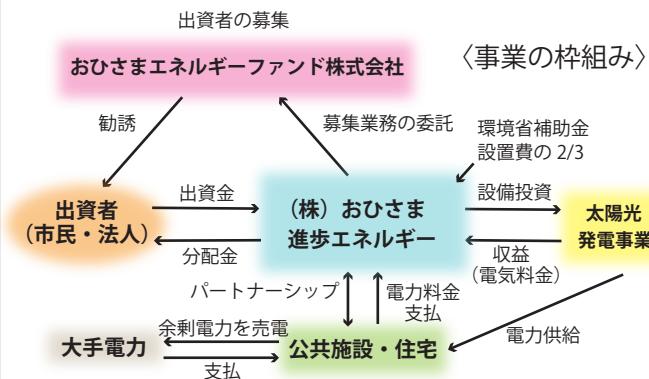 出資者の募集
おひさまエネルギーファンド株式会社
〈事業の枠組み〉
勧誘
募集業務の委託
環境省補助金
設置費の 2/3
出資者
（市民・法人）
出資金
分配金
（株）おひさま
進歩エネルギー
設備投資
収益
（電気料金）
太陽光
発電事業
パートナーシップ
電力料金
支払
電力供給
大手電力
余剰電力を売電
支払
公共施設・住宅